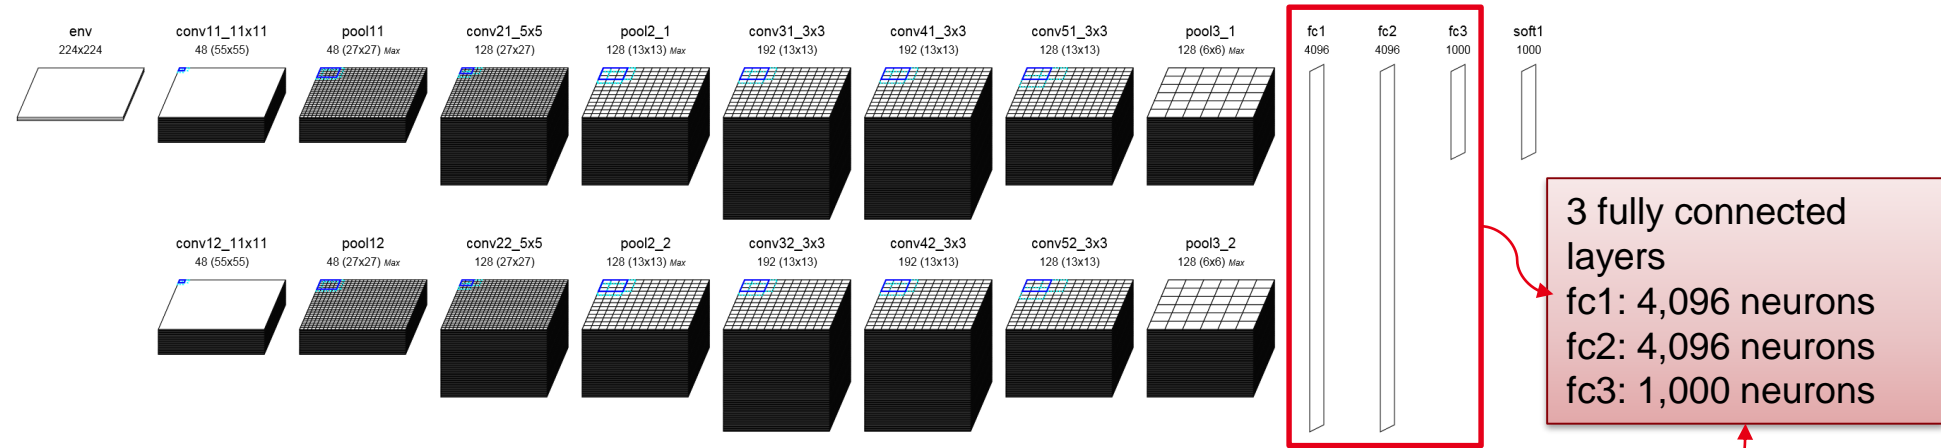 env
224x224
conv11_11x11
48 (55x55)
pool11
48 (27x27) Max
conv21_5x5
128 (27x27)
pool2_1
128 (13x13) Max
conv31_3x3
192 (13x13)
conv41_3x3
192 (13x13)
conv51_3x3
128 (13x13)
pool3_1
128 (6x6) Max
fc1
4096
fc2
4096
fc3
1000
soft1
1000
conv12_11x11
48 (55x55)
pool12
48 (27x27) Max
conv22_5x5
128 (27x27)
pool2_2
128 (13x13) Max
conv32_3x3
192 (13x13)
conv42_3x3
192 (13x13)
conv52_3x3
128 (13x13)
pool3_2
128 (6x6) Max
3 fully connected
layers
fc1: 4,096 neurons
fc2: 4,096 neurons
fc3: 1,000 neurons